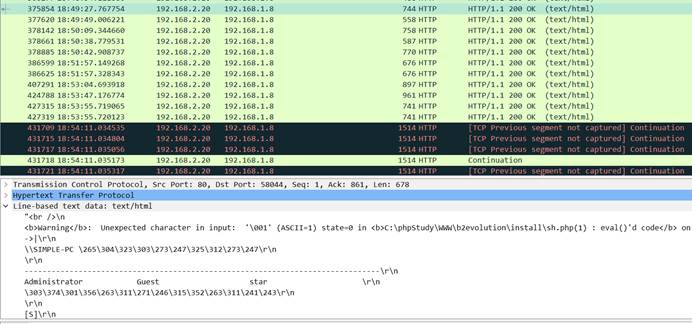 375854 18:49:27.767754 192.168.2.20 192.168.1.8 744 HTTP HTTP/1.1 200 OK (text/html)
377620 18:49:49.006221 192.168.2.20 192.168.1.8 558 HTTP HTTP/1.1 200 OK (text/html)
378142 18:50:09.344660 192.168.2.20 192.168.1.8 758 HTTP HTTP/1.1 200 OK (text/html)
378661 18:50:38.779531 192.168.2.20 192.168.1.8 587 HTTP HTTP/1.1 200 OK (text/html)
378885 18:50:42.908737 192.168.2.20 192.168.1.8 770 HTTP HTTP/1.1 200 OK (text/html)
386599 18:51:57.149268 192.168.2.20 192.168.1.8 676 HTTP HTTP/1.1 200 OK (text/html)
386625 18:51:57.328343 192.168.2.20 192.168.1.8 676 HTTP HTTP/1.1 200 OK (text/html)
407291 18:53:04.693918 192.168.2.20 192.168.1.8 897 HTTP HTTP/1.1 200 OK (text/html)
424788 18:53:47.176774 192.168.2.20 192.168.1.8 961 HTTP HTTP/1.1 200 OK (text/html)
427315 18:53:55.719065 192.168.2.20 192.168.1.8 741 HTTP HTTP/1.1 200 OK (text/html)
427319 18:53:55.720123 192.168.2.20 192.168.1.8 741 HTTP HTTP/1.1 200 OK (text/html)
431709 18:54:11.034535 192.168.2.20 192.168.1.8 1514 HTTP [TCP Previous segment not captured] Continuation
431715 18:54:11.034804 192.168.2.20 192.168.1.8 1514 HTTP [TCP Previous segment not captured] Continuation
431717 18:54:11.035056 192.168.2.20 192.168.1.8 1514 HTTP [TCP Previous segment not captured] Continuation
431718 18:54:11.035173 192.168.2.20 192.168.1.8 1514 HTTP Continuation
431721 18:54:11.035317 192.168.2.20 192.168.1.8 1514 HTTP [TCP Previous segment not captured] Continuation
Transmission Control Protocol, Src Port: 80, Dst Port: 58044, Seq: 1, Ack: 861, Len: 678
Hypertext Transfer Protocol
Line-based text data: text/html
"<br />\n
<b>Warning</b>: Unexpected character in input: '\001' (ASCII=1) state=0 in <b>C:\phpStudy\WWW\b2evolution\install\sh.php(1) : eval()'d code</b> on
->|\r\n
\\SIMPLE-PC \265\304\323\303\273\247\325\312\273\247\r\n
\r\n
-------------------------------------------------------------------------------\r\n
Administrator Guest star \r\n
\303\374\301\356\263\311\271\246\315\352\263\311\241\243\r\n
\r\n
[S]\r\n